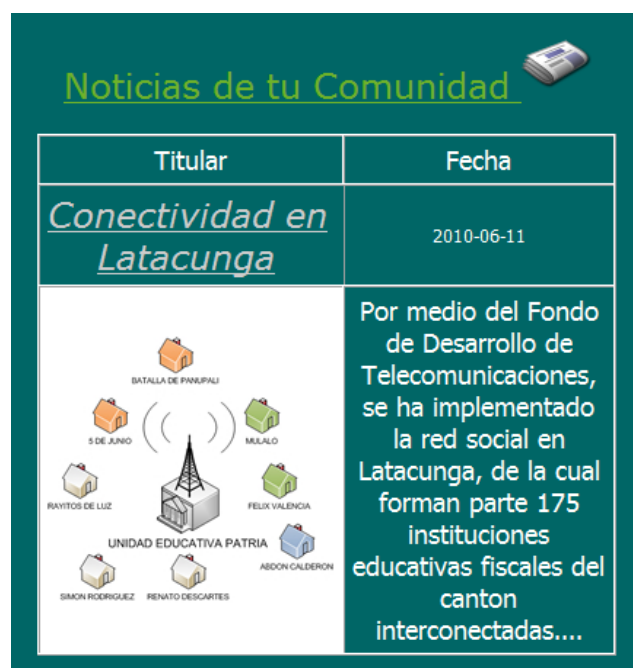 Noticias de tu Comunidad
Titular
Fecha
Conectividad en
Latacunga
2010-06-11
BATALLA DE PANUPALI
5 DE JUNIO
MULALO
RAYITOS DE LUZ
FELIX VALENCIA
UNIDAD EDUCATIVA PATRIA
ABDON CALDERON
SIMON RODRIGUEZ
RENATO DESCARTES
Por medio del Fondo
de Desarrollo de
Telecomunicaciones,
se ha implementado
la red social en
Latacunga, de la cual
forman parte 175
instituciones
educativas fiscales del
canton
interconectadas....